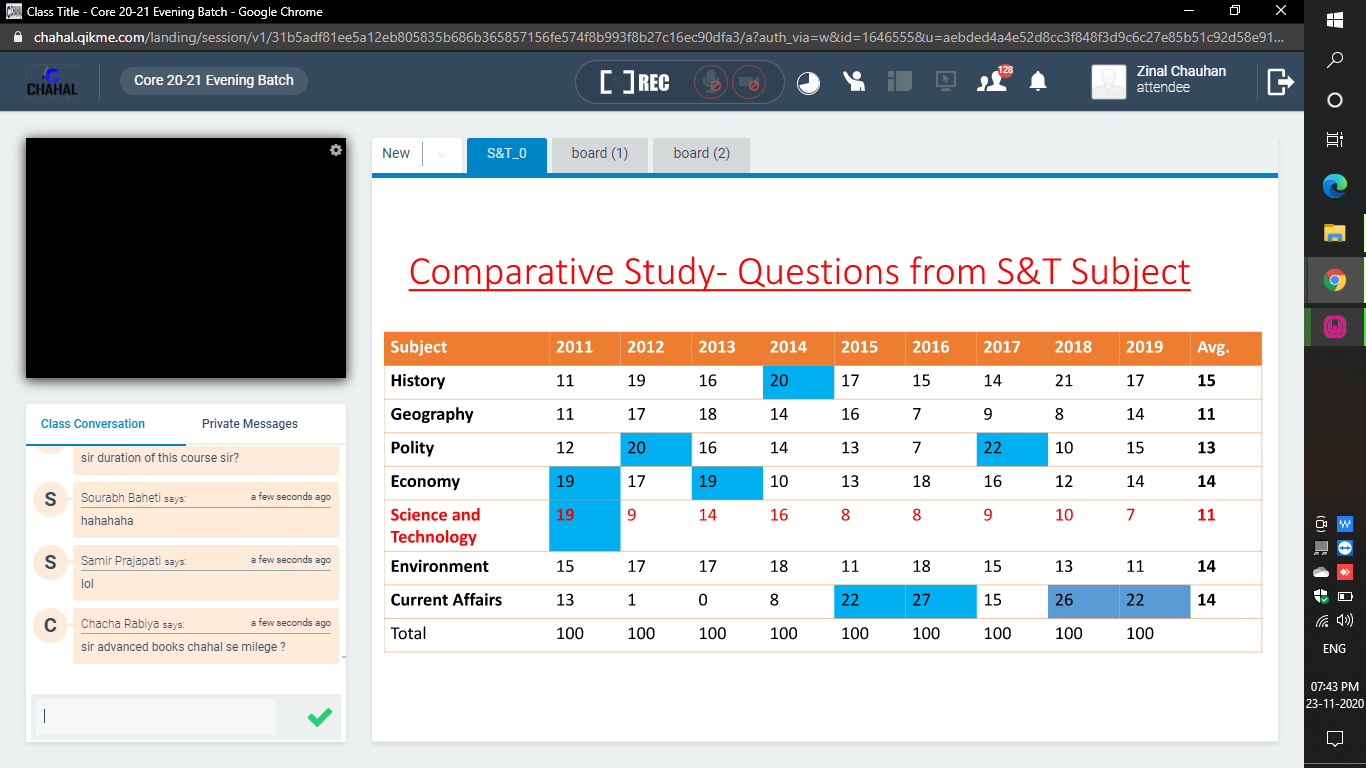 Class Title - Core 20-21 Evening Batch - Google Chrome
chahal.qikme.com/landing/session/v1/31b5adf81ee5a12eb805835b686b365857156fe574f8b993f8b27c16ec90dfa3/a?auth_via=w&id=1646555&u=aebded4a4e52d8cc3f848f3d9c6c27e85b51c92d58e91...
CHAHAL
Core 20-21 Evening Batch
[ ] REC
128
Zinal Chauhan
attendee
New
S&T_0
board (1)
board (2)
Class Conversation
Private Messages
sir duration of this course sir?
S
Sourabh Baheti says:
a few seconds ago
hahahaha
S
Samir Prajapati says:
a few seconds ago
lol
C
Chacha Rabiya says:
a few seconds ago
sir advanced books chahal se milege ?
Comparative Study- Questions from S&T Subject
Subject 2011 2012 2013 2014 2015 2016 2017 2018 2019 Avg.
History 11 19 16 20 17 15 14 21 17 15
Geography 11 17 18 14 16 7 9 8 14 11
Polity 12 20 16 14 13 7 22 10 15 13
Economy 19 17 19 10 13 18 16 12 14 14
Science and 19 9 14 16 8 8 9 10 7 11
Technology
Environment 15 17 17 18 11 18 15 13 11 14
Current Affairs 13 1 0 8 22 27 15 26 22 14
Total 100 100 100 100 100 100 100 100 100
ENG
07:43 PM
23-11-2020